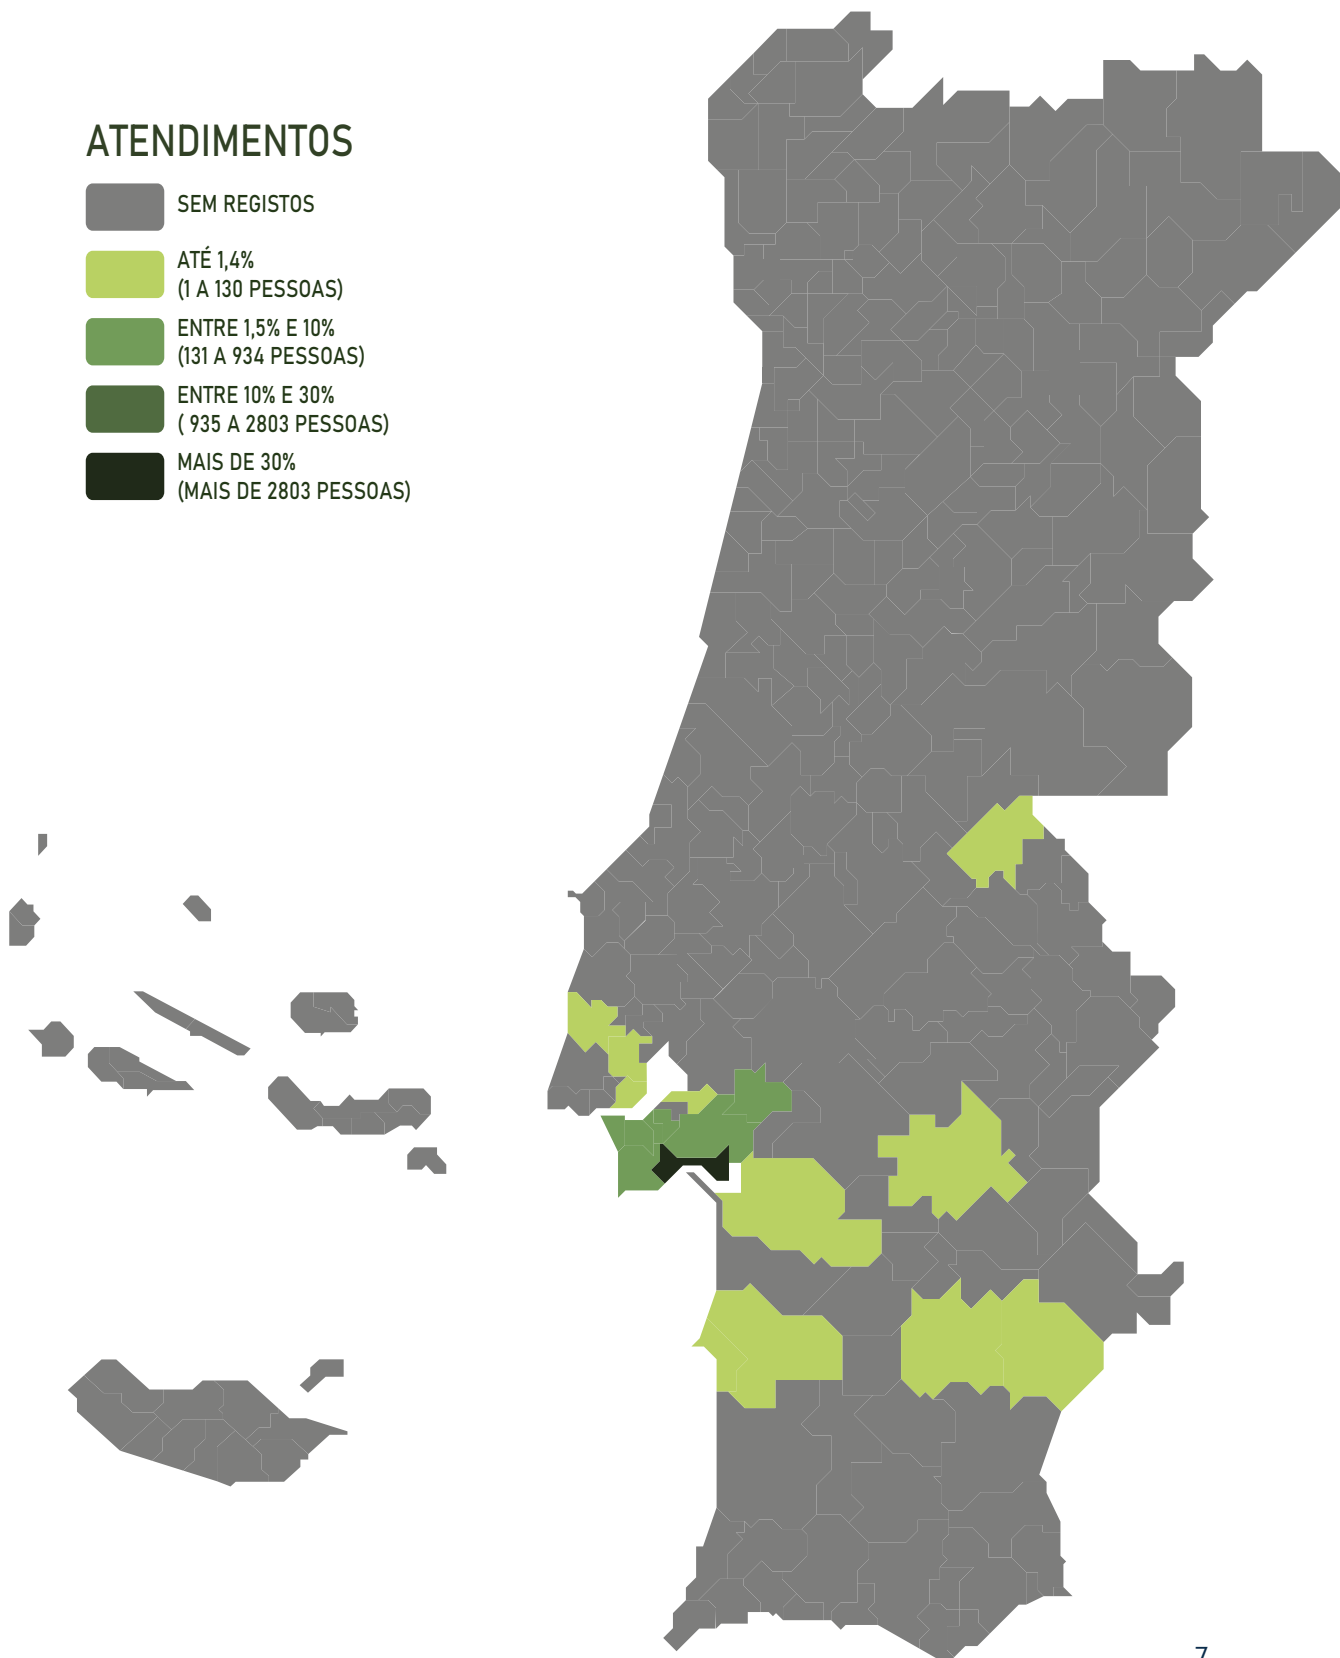 ATENDIMENTOS
SEM REGISTOS
ATÉ 1,4%
(1 A 130 PESSOAS)
ENTRE 1,5% E 10%
(131 A 934 PESSOAS)
ENTRE 10% E 30%
( 935 A 2803 PESSOAS)
MAIS DE 30%
(MAIS DE 2803 PESSOAS)
7